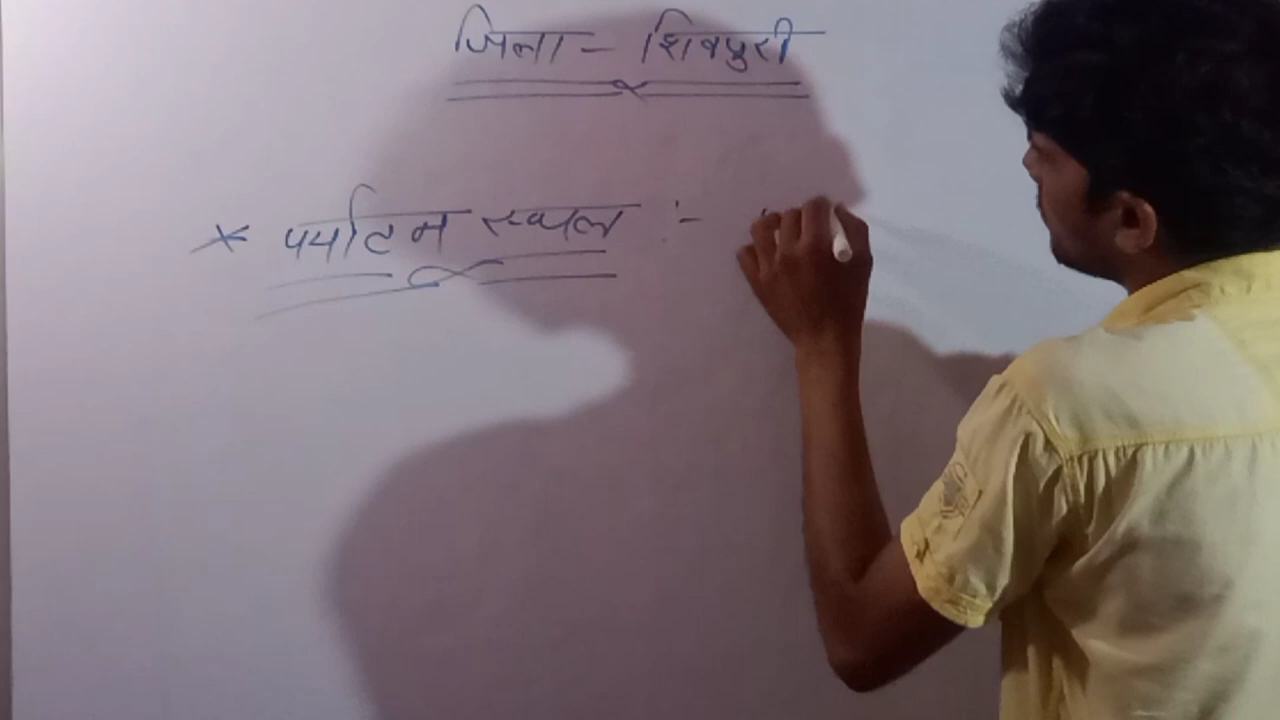 जिला - शिवपुरी
* पर्यटन स्थल :-